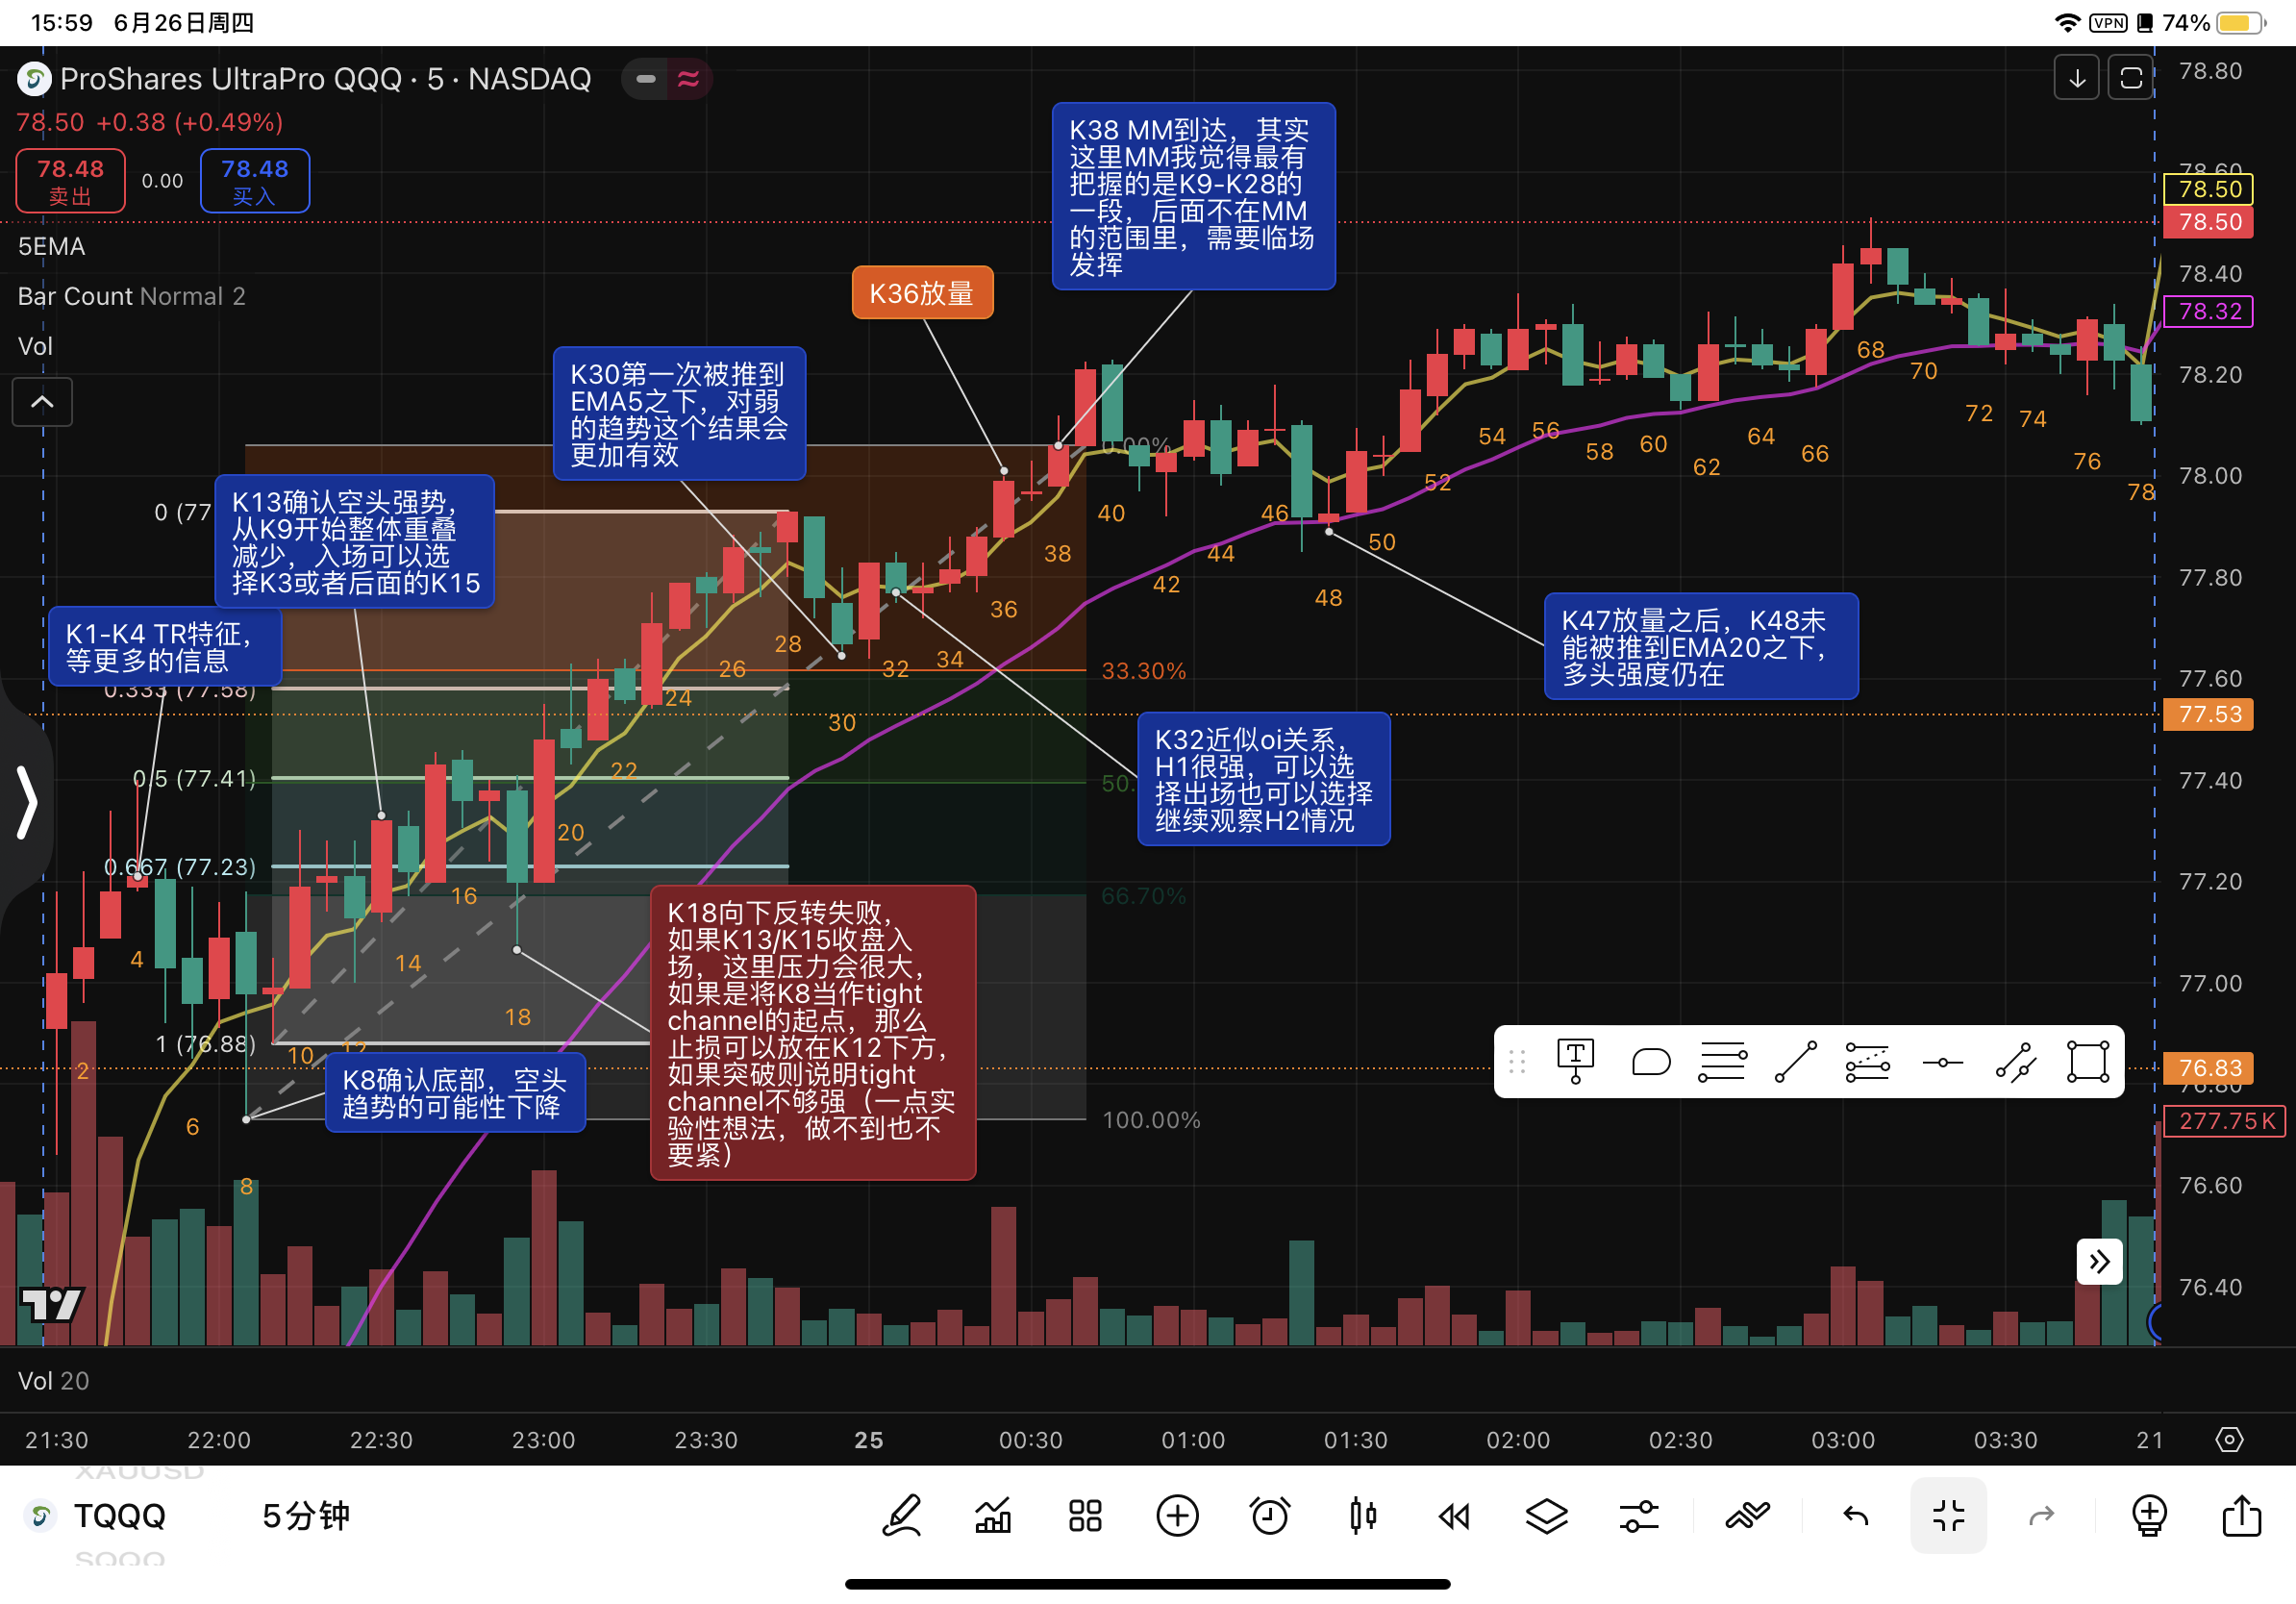 15:59 6月26日周四
VPN 74%
ProShares UltraPro QQQ · 5 · NASDAQ
78.50 +0.38 (+0.49%)
78.48
卖出
0.00
78.48
买入
5EMA
Bar Count Normal 2
Vol
K38 MM到达，其实
这里MM我觉得最有
把握的是K9-K28的
一段，后面不在MM
的范围里，需要临场
发挥
K36放量
K30第一次被推到
EMA5之下，对弱
的趋势这个结果会
更加有效
K13确认空头强势，
从K9开始整体重叠
减少，入场可以选
择K3或者后面的K15
K1-K4 TR特征，
等更多的信息
K47放量之后，K48未
能被推到EMA20之下，
多头强度仍在
K32近似oi关系，
H1很强，可以选
择出场也可以选择
继续观察H2情况
K18向下反转失败，
如果K13/K15收盘入
场，这里压力会很大，
如果是将K8当作tight
channel的起点，那么
止损可以放在K12下方，
如果突破则说明tight
channel不够强（一点实
验性想法，做不到也不
要紧）
K8确认底部，空头
趋势的可能性下降
0 (77
0.333 (77.58)
0.5 (77.41)
0.667 (77.23)
1 (76.88)
0.00%
33.30%
50.
66.70%
100.00%
2
4
6
8
10
12
14
16
18
20
22
24
26
28
30
32
34
36
38
40
42
44
46
48
50
52
54
56
58
60
62
64
66
68
70
72
74
76
78
78.80
78.60
78.50
78.50
78.40
78.32
78.20
78.00
77.80
77.60
77.53
77.40
77.20
77.00
76.83
76.80
277.75K
76.60
76.40
Vol 20
21:30 22:00 22:30 23:00 23:30 25 00:30 01:00 01:30 02:00 02:30 03:00 03:30 21
XAUUSD
TQQQ 5分钟
SQQQ